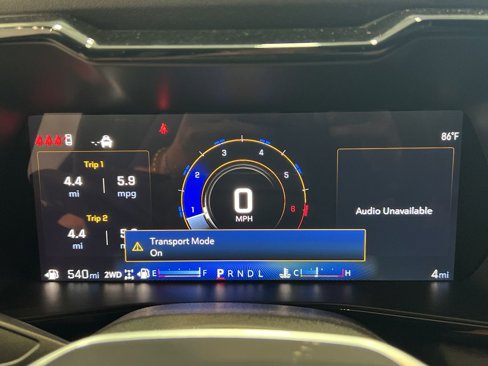 86°F
Trip 1
4.4 5.9
mi mpg
Trip 2
4.4
mi
1 2 3 4 5 6
0
MPH
Audio Unavailable
Transport Mode
On
540mi 2WD E F P R N D L C H 4mi